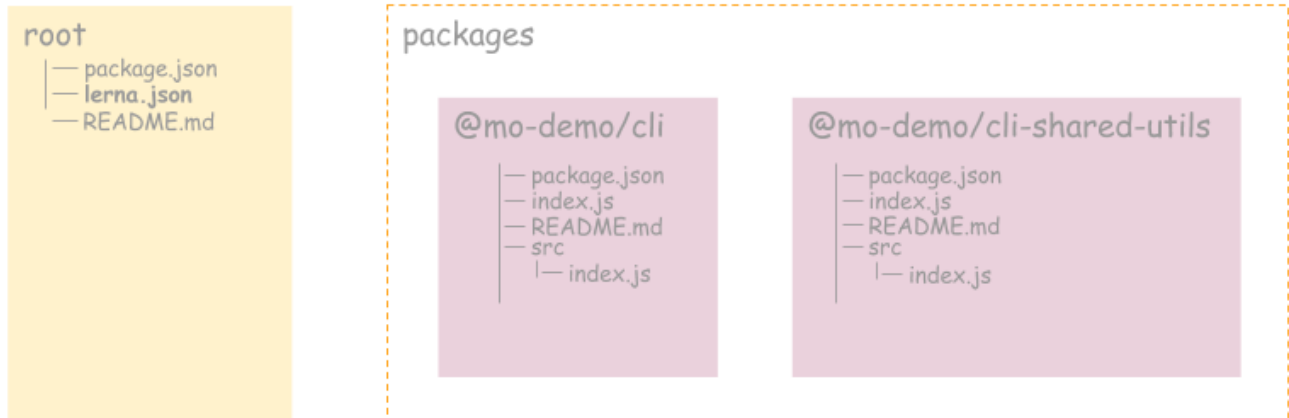 root
package.json
lerna.json
README.md
packages
@mo-demo/cli
package.json
index.js
README.md
src
index.js
@mo-demo/cli-shared-utils
package.json
index.js
README.md
src
index.js